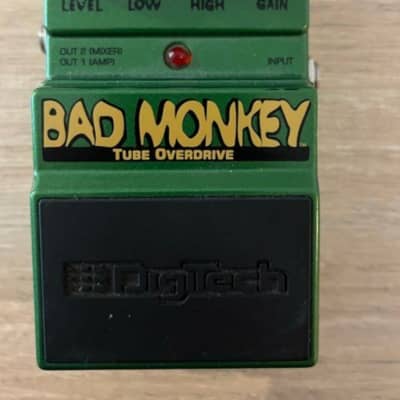 LEVEL LOW HIGH GAIN
OUT 2 (MIXER)
OUT 1 (AMP) INPUT
BAD MONKEY
TUBE OVERDRIVE
DigiTech